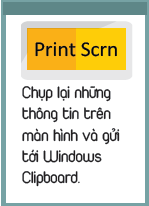 Print Scrn
Chụp lại những
thông tin trên
màn hình và gửi
tới Windows
Clipboard.